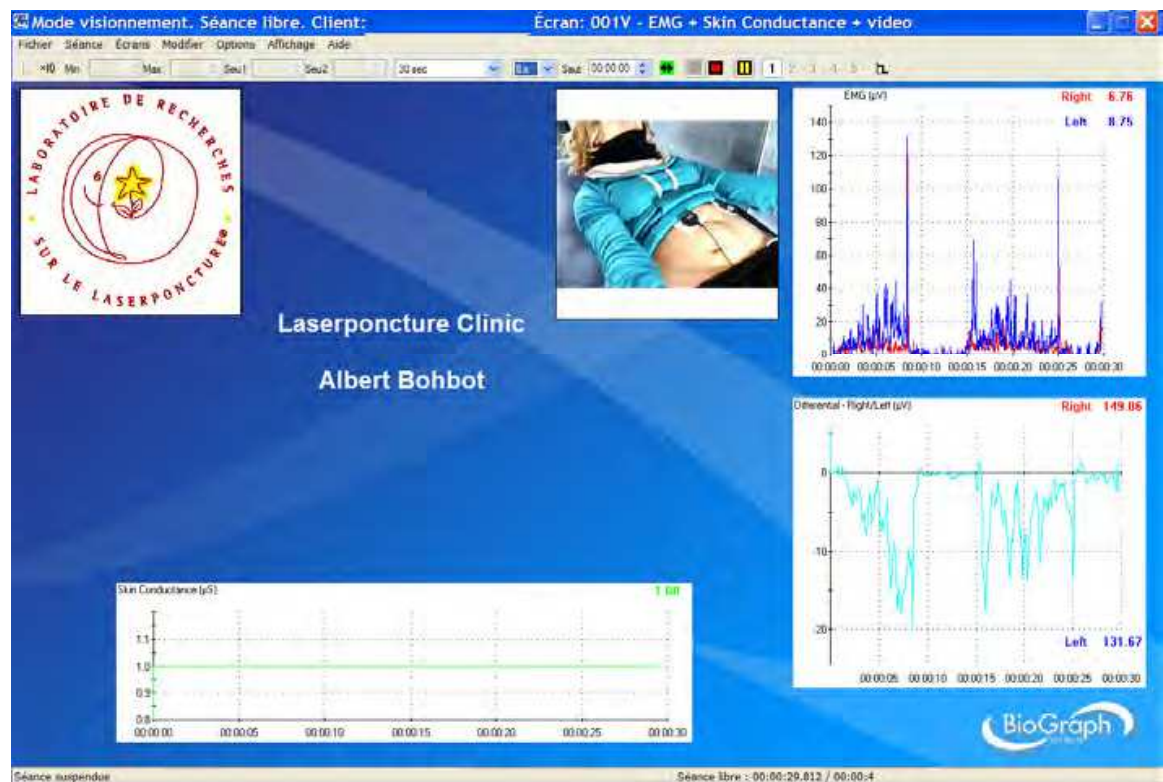 Mode visionnement. Séance libre. Client: Écran: 001V - EMG + Skin Conductance + video
Fichier Séance Écrans Modifier Options Affichage Aide
Min Max Seu1 Seu2 30 sec Saut 00:00:00 1 2 3 4 5
LABORATOIRE DE RECHERCHES
SUR LE LASERPONCTURE
6
Laserponcture Clinic
Albert Bohbot
EMG (µV)
Right 6.76
Left 8.75
140
120
100
80
60
40
20
0
00:00:00 00:00:05 00:00:10 00:00:15 00:00:20 00:00:25 00:00:30
Differential - Right/Left (µV)
Right 149.86
0
-10
-20
Left 131.67
00:00:05 00:00:10 00:00:15 00:00:20 00:00:25 00:00:30
Skin Conductance (µS)
1.1
1.0
0.9
0.8
00:00:00 00:00:05 00:00:10 00:00:15 00:00:20 00:00:25 00:00:30
BioGraph
Séance suspendue Séance libre : 00:00:29.812 / 00:00:4